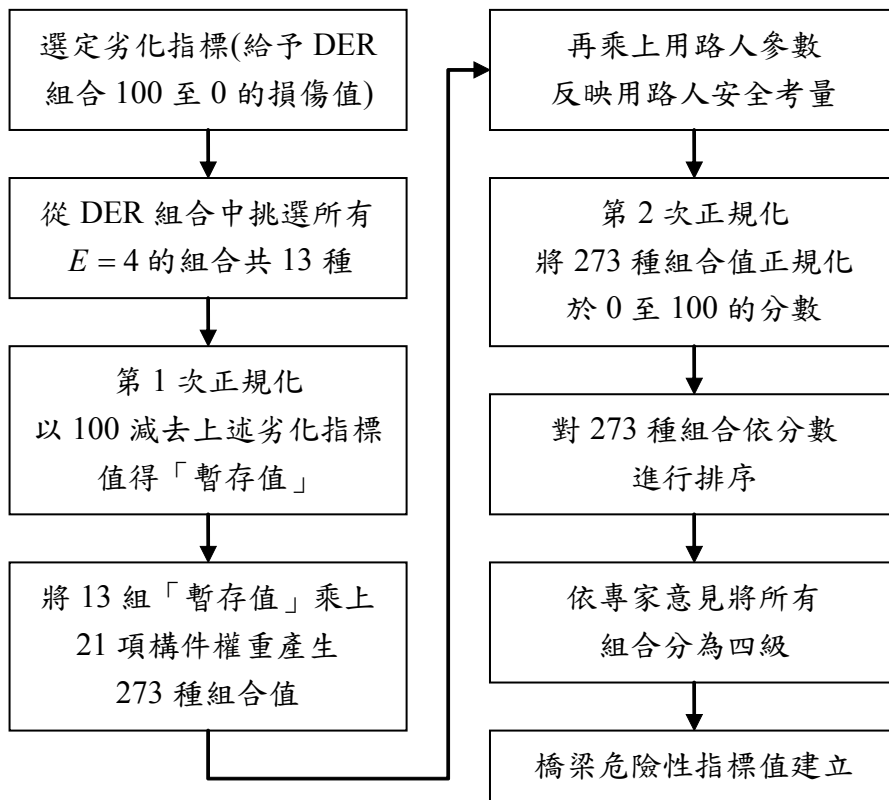 選定劣化指標(給予 DER
組合 100 至 0 的損傷值)
從 DER 組合中挑選所有
E = 4 的組合共 13 種
第 1 次正規化
以 100 減去上述劣化指標
值得「暫存值」
將 13 組「暫存值」乘上
21 項構件權重產生
273 種組合值
再乘上用路人參數
反映用路人安全考量
第 2 次正規化
將 273 種組合值正規化
於 0 至 100 的分數
對 273 種組合依分數
進行排序
依專家意見將所有
組合分為四級
橋梁危險性指標值建立